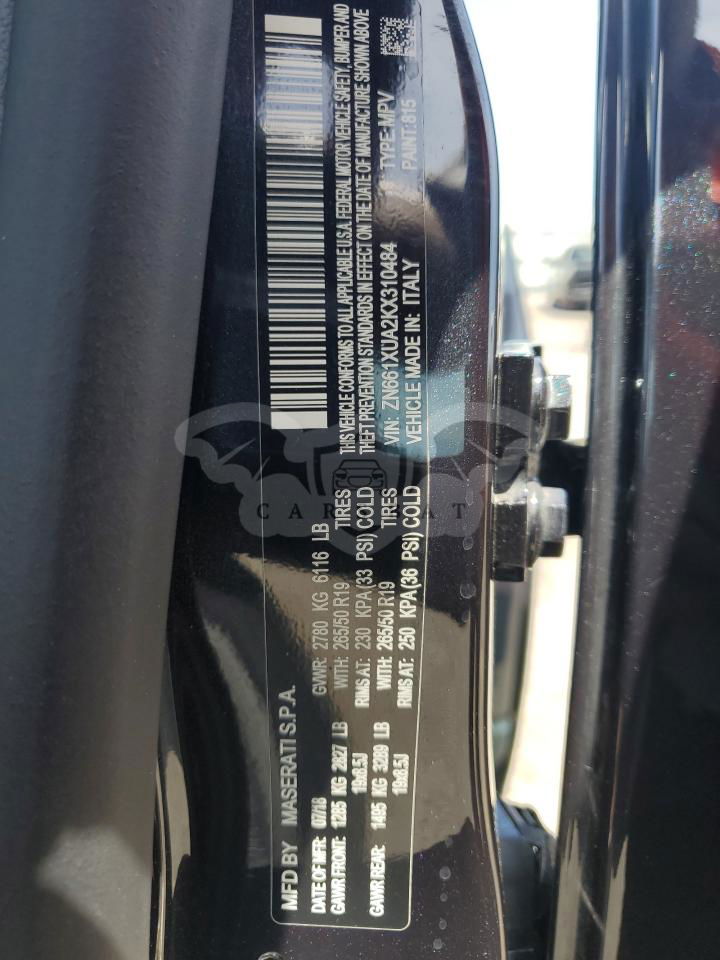 MFD BY MASERATI S.P.A.
DATE OF MFR: 07/18 GVWR: 2780 KG 6116 LB
GAWR FRONT: 1285 KG 2827 LB WITH: 265/50 R19 TIRES
19x8.5J RIMS AT: 230 KPA(33 PSI) COLD
GAWR REAR: 1495 KG 3289 LB WITH: 265/50 R19 TIRES
19x8.5J RIMS AT: 250 KPA(36 PSI) COLD
THIS VEHICLE CONFORMS TO ALL APPLICABLE U.S.A. FEDERAL MOTOR VEHICLE SAFETY, BUMPER AND
THEFT PREVENTION STANDARDS IN EFFECT ON THE DATE OF MANUFACTURE SHOWN ABOVE
VIN: ZN661XUA2KX310484 TYPE: MPV
VEHICLE MADE IN: ITALY PAINT: 815